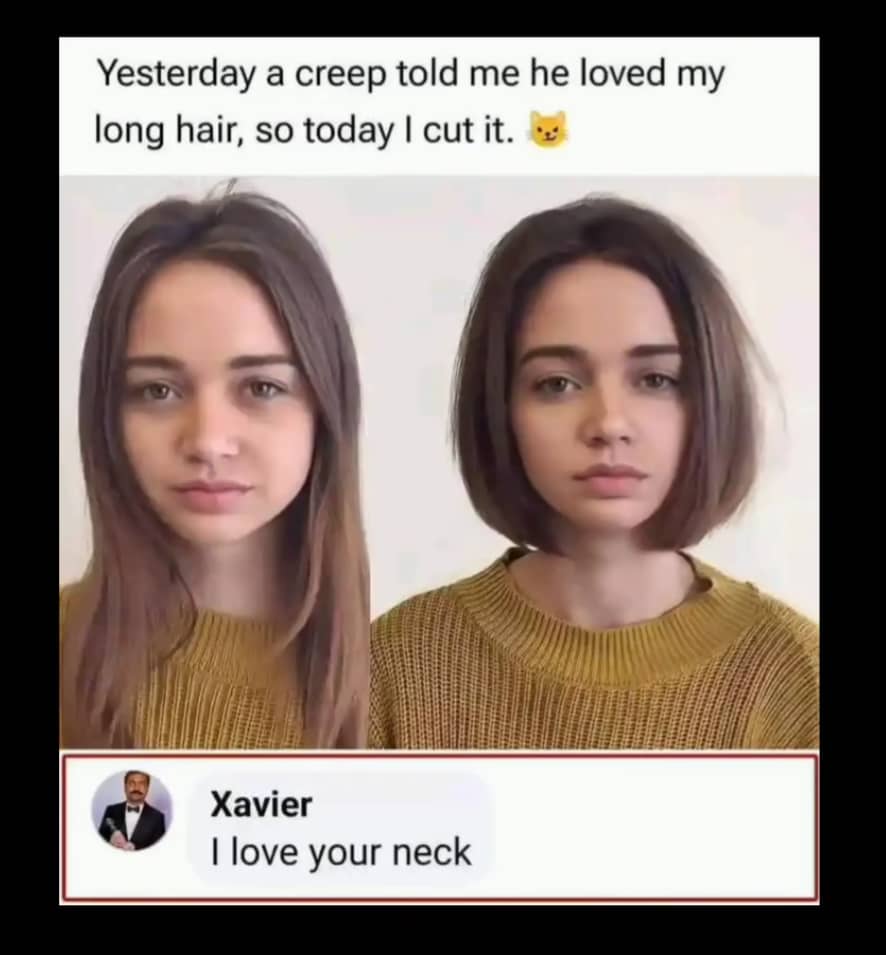 Yesterday a creep told me he loved my
long hair, so today I cut it. 😼
Xavier
I love your neck